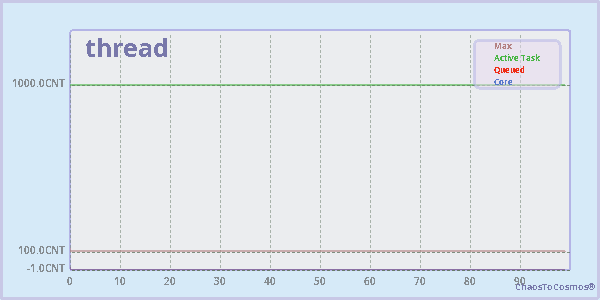 thread
Max
Active Task
Queued
Core
1000.0CNT
100.0CNT
-1.0CNT
0 10 20 30 40 50 60 70 80 90
ChaosToCosmos®